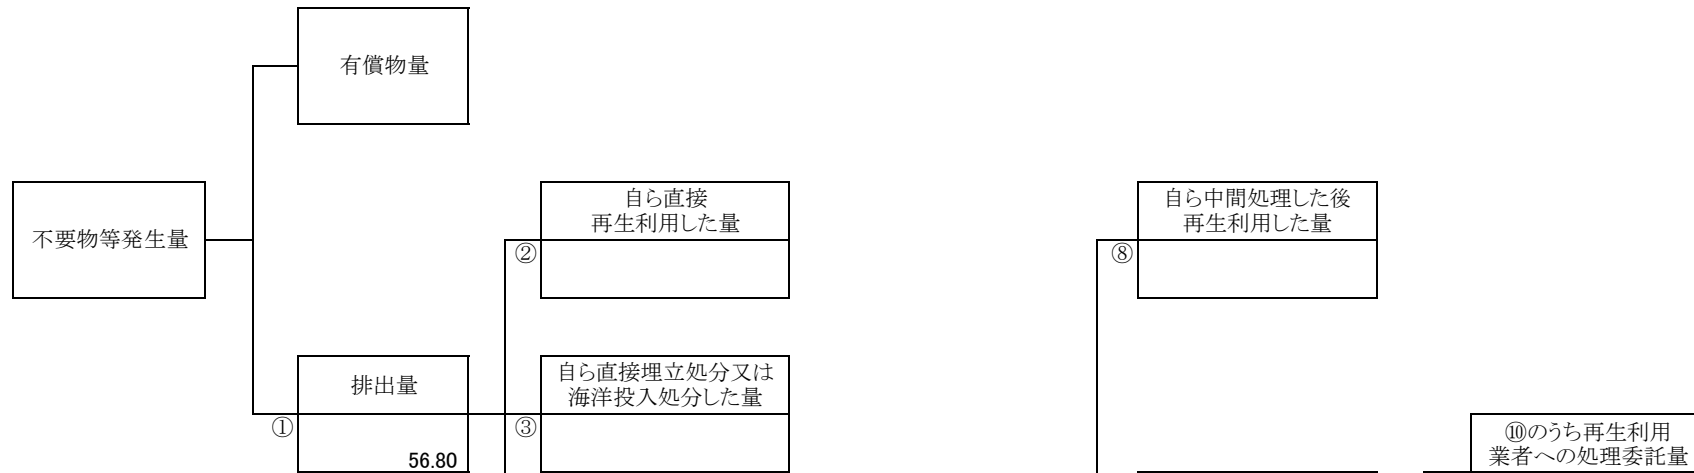 有償物量
不要物等発生量
自ら直接
再生利用した量
②
自ら中間処理した後
再生利用した量
⑧
排出量
①
56.80
自ら直接埋立処分又は
海洋投入処分した量
③
⑩のうち再生利用
業者への処理委託量